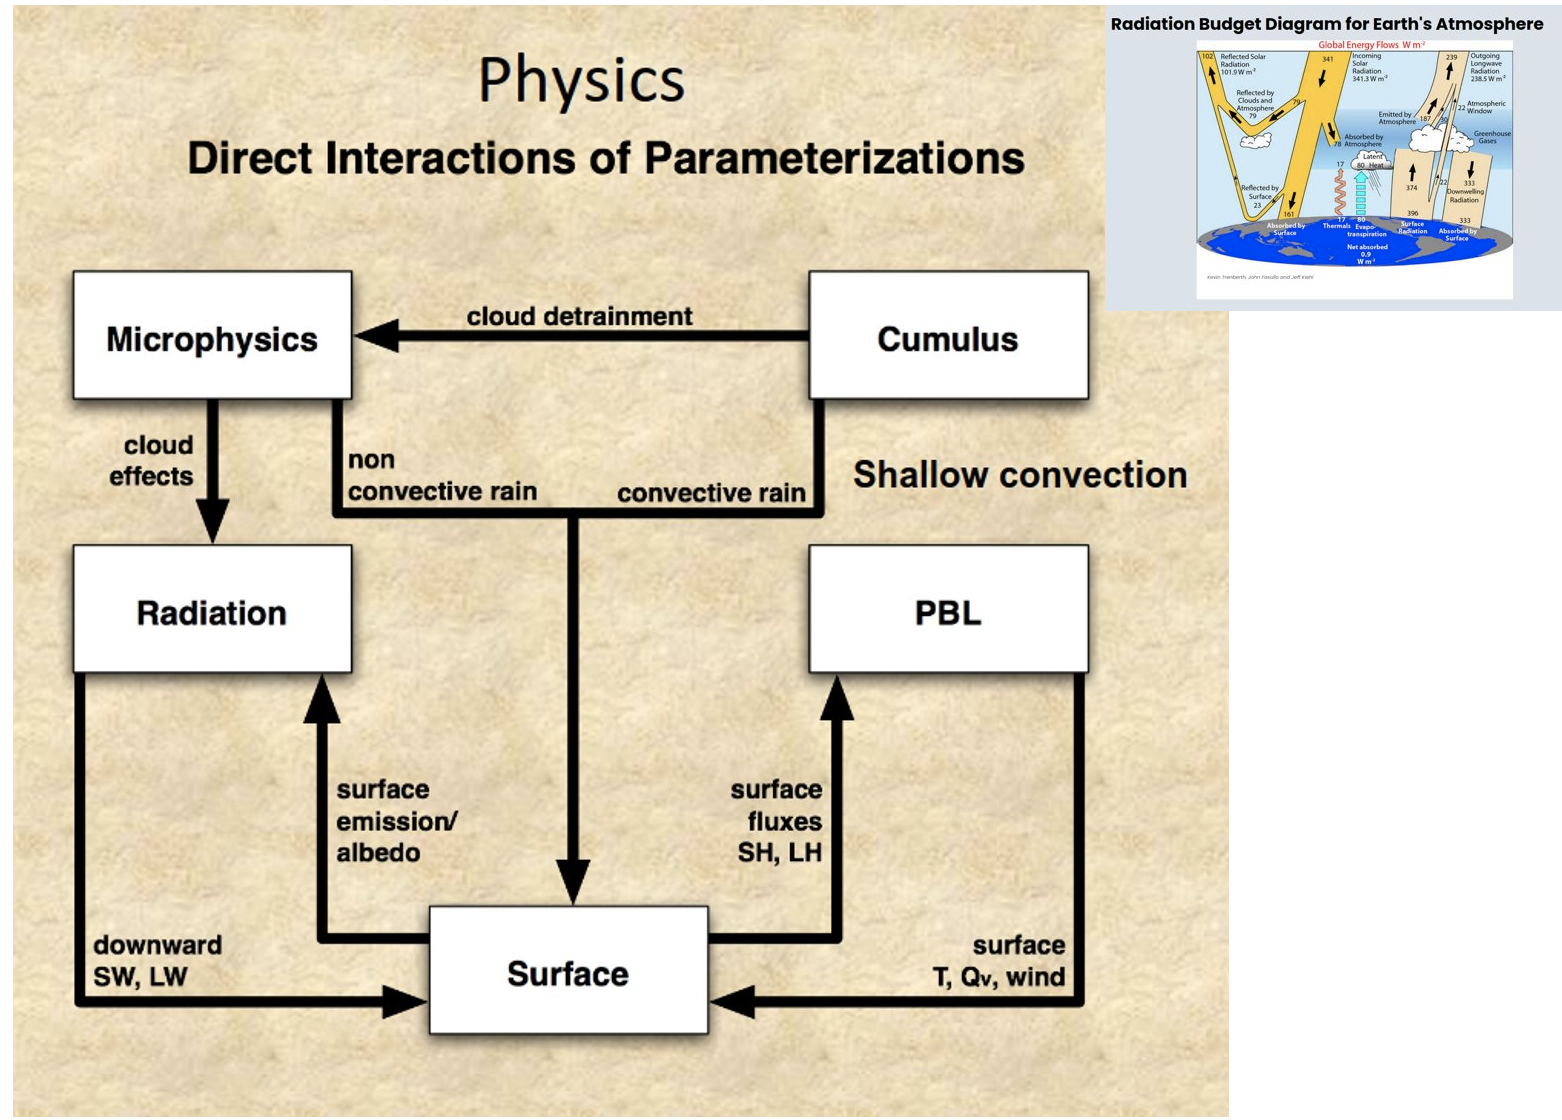 Physics
Direct Interactions of Parameterizations
Microphysics
cloud detrainment
Cumulus
cloud
effects
non
convective rain
convective rain
Shallow convection
Radiation
PBL
surface
emission/
albedo
surface
fluxes
SH, LH
downward
SW, LW
Surface
surface
T, Qv, wind
Radiation Budget Diagram for Earth's Atmosphere
Global Energy Flows W m-2
102
Reflected Solar
Radiation
101.9 W m-2
341
Incoming
Solar
Radiation
341.3 W m-2
239
Outgoing
Longwave
Radiation
238.5 W m-2
Reflected by
Clouds and
Atmosphere
79
79
Emitted by
Atmosphere
187
30
22
Atmospheric
Window
Greenhouse
Gases
78
Absorbed by
Atmosphere
17
Latent
80 Heat
374
22
333
Downwelling
Radiation
Reflected by
Surface
23
161
Absorbed by
Surface
17
Thermals
80
Evapo-
transpiration
396
Surface
Radiation
333
Absorbed by
Surface
Net absorbed
0.9
W m-2
Kevin Trenberth, John Fasullo and Jeff Kiehl